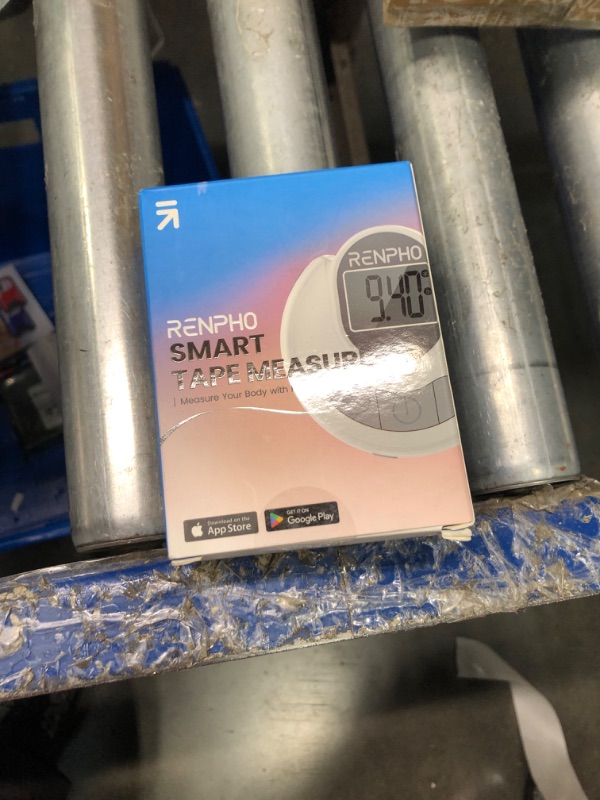 RENPHO
9.40"
RENPHO
SMART
TAPE MEASUR
Measure Your Body with
Download on the
App Store
GET IT ON
Google Play